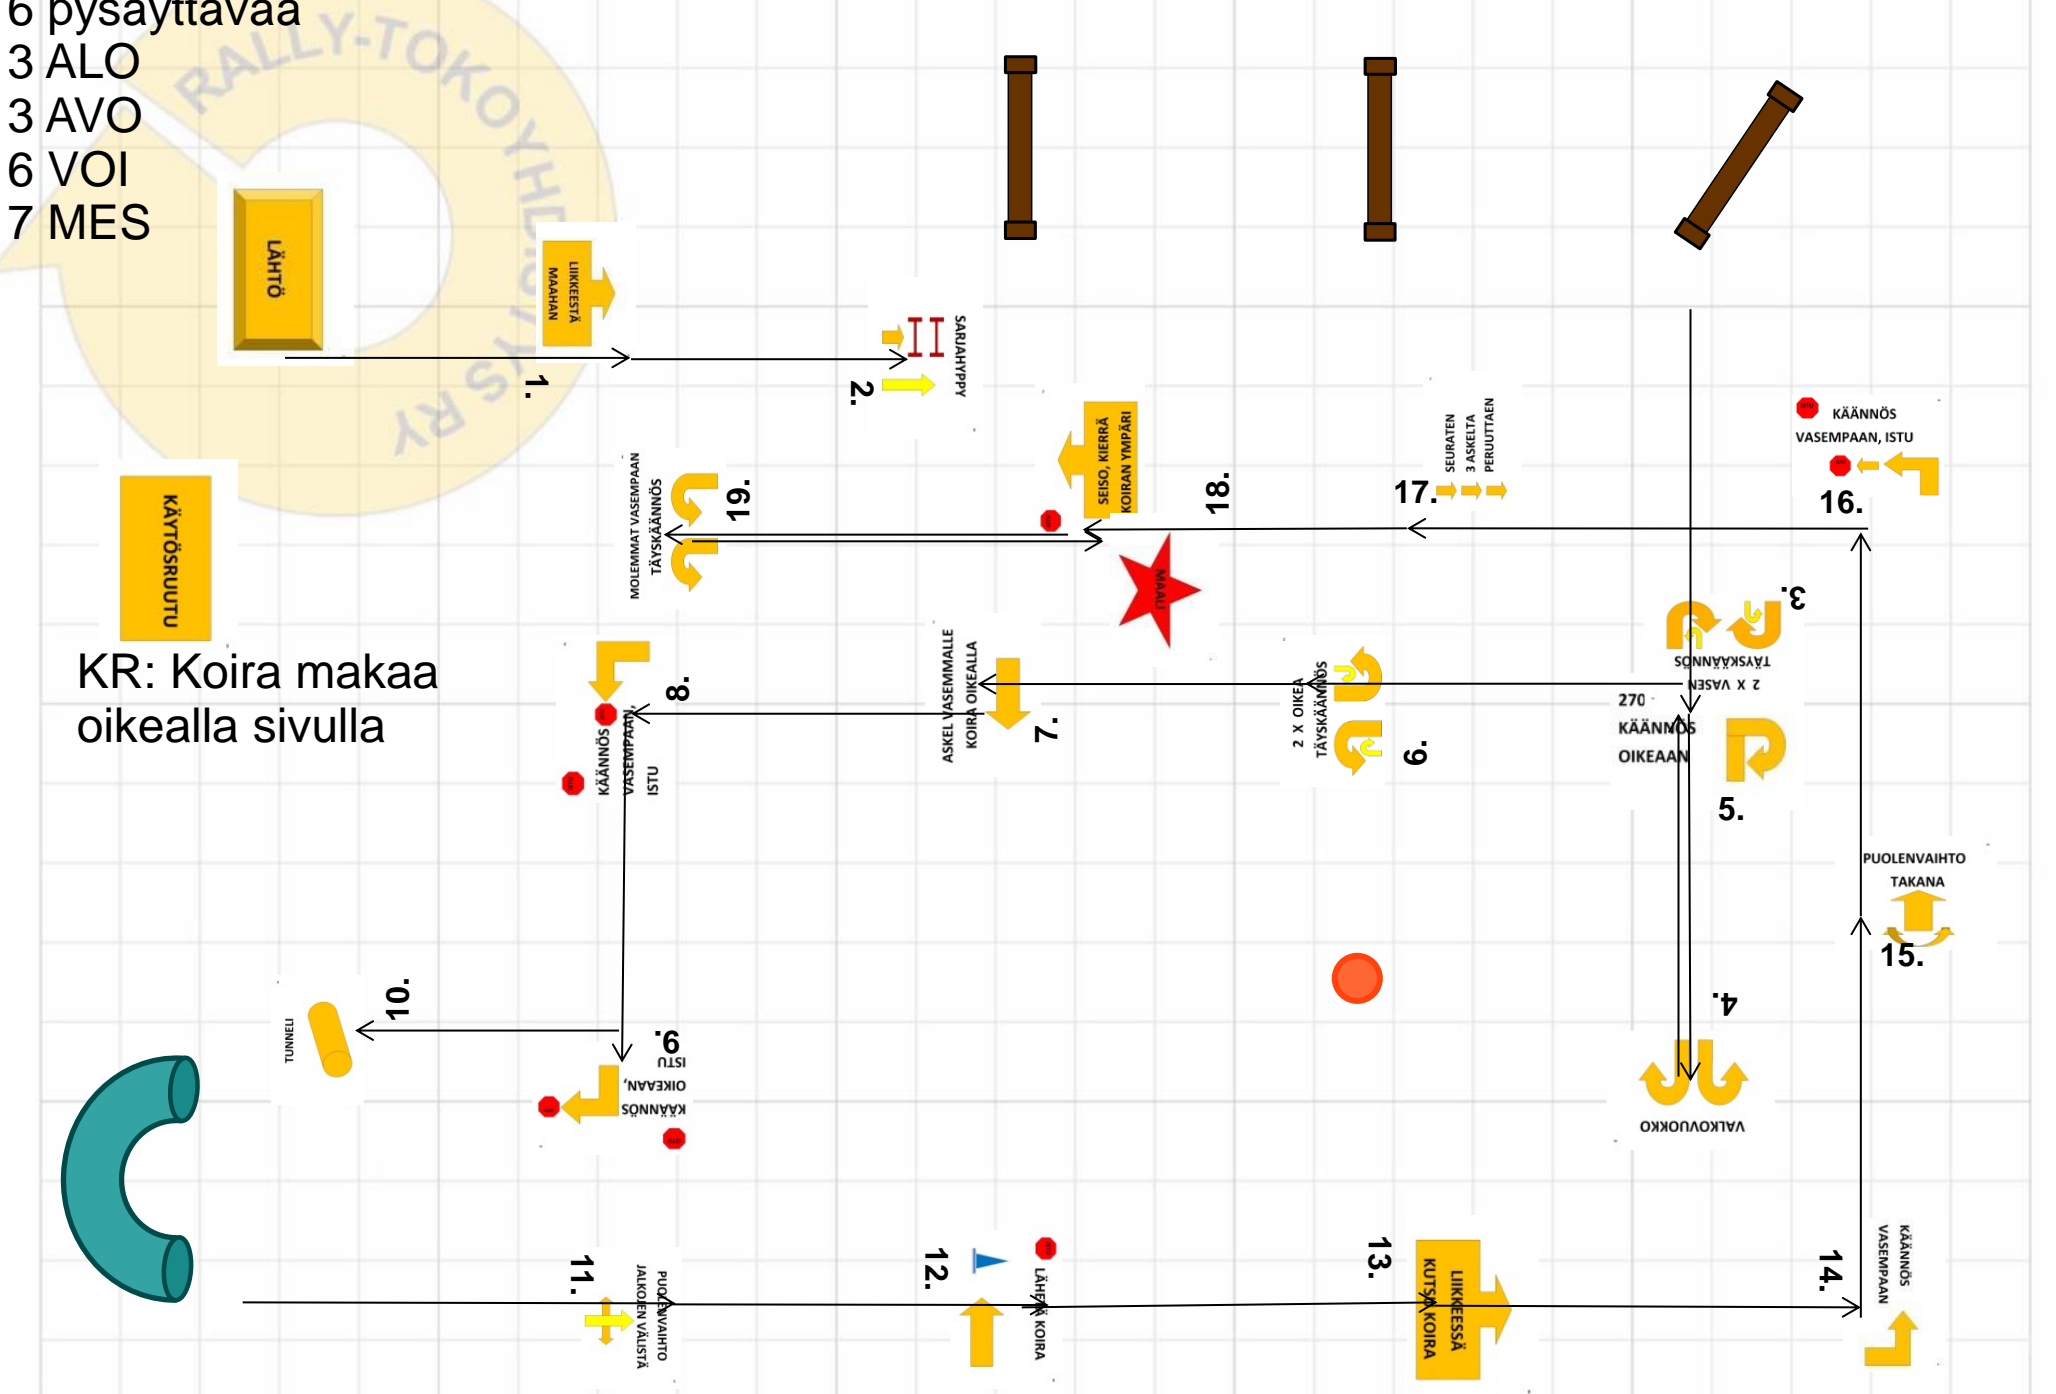 6 pysäyttävää
3 ALO
3 AVO
6 VOI
7 MES
RALLY-TOKOYHDISTYS RY
LÄHTÖ
LIIKKEESTÄ
MAAHAN
1.
SARJAHYPPY
2.
KÄYTÖSRUUTU
KR: Koira makaa
oikealla sivulla
MOLEMMAT VASEMPAAN
TÄYSKÄÄNNÖS
19.
SEISO, KIERRÄ
KOIRAN YMPÄRI
18.
17.
SEURATEN
3 ASKELTA
PERUUTTAEN
KÄÄNNÖS
VASEMPAAN, ISTU
16.
MAALI
3.
2 X VASEN
TÄYSKÄÄNNÖS
270
KÄÄNNÖS
OIKEAAN
5.
2 X OIKEA
TÄYSKÄÄNNÖS
6.
ASKEL VASEMMALLE
KOIRA OIKEALLA
7.
KÄÄNNÖS
VASEMPAAN,
ISTU
8.
PUOLENVAIHTO
TAKANA
15.
4.
VALKOVUOKKO
TUNNELI
10.
9.
KÄÄNNÖS
OIKEAAN,
ISTU
11.
PUOLENVAIHTO
JALKOJEN VÄLISTÄ
12.
LÄHETÄ KOIRA
13.
LIIKKEESSÄ
KUTSU KOIRA
14.
KÄÄNNÖS
VASEMPAAN